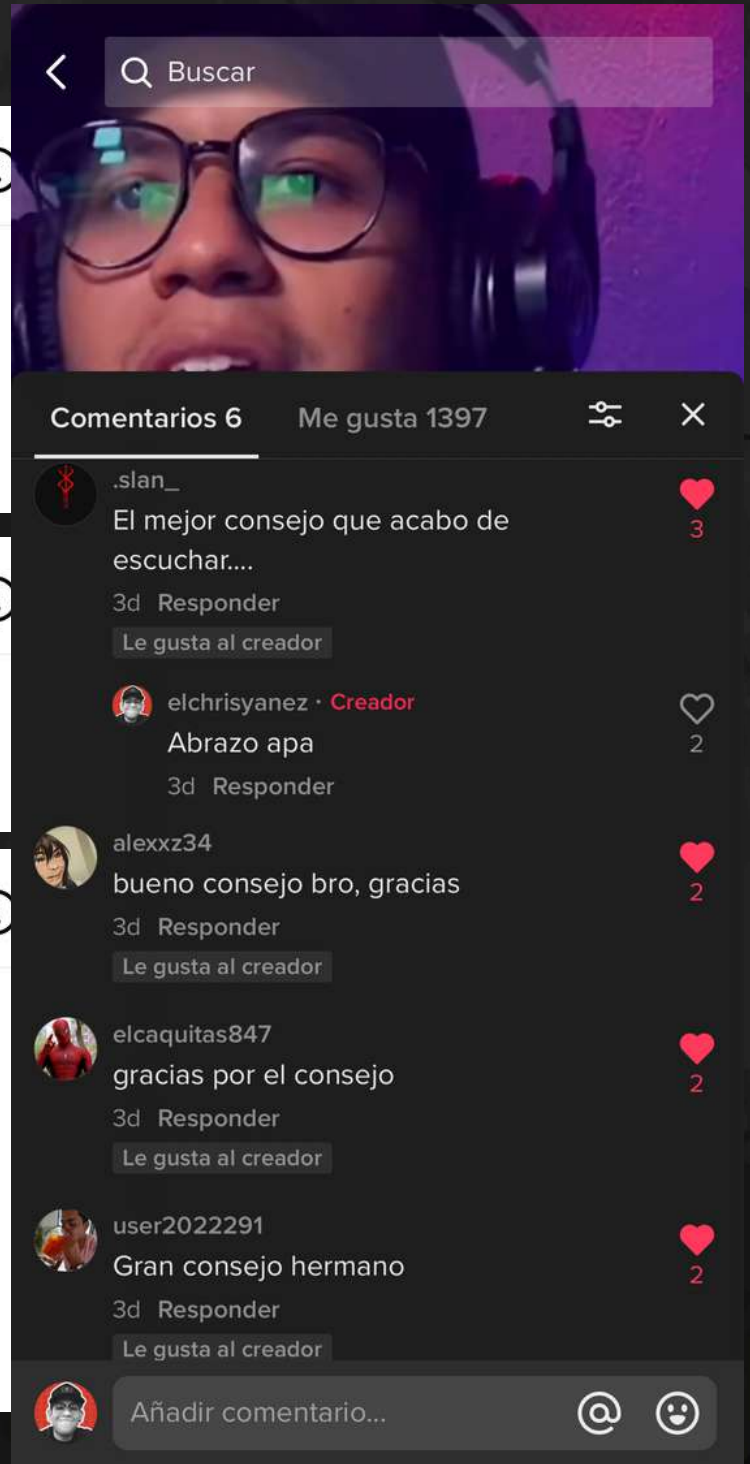 Buscar
Comentarios 6
Me gusta 1397
.slan_
El mejor consejo que acabo de
escuchar....
3
3d Responder
Le gusta al creador
elchrisyanez · Creador
Abrazo apa
2
3d Responder
alexxz34
bueno consejo bro, gracias
2
3d Responder
Le gusta al creador
elcaquitas847
gracias por el consejo
2
3d Responder
Le gusta al creador
user2022291
Gran consejo hermano
2
3d Responder
Le gusta al creador
Añadir comentario...